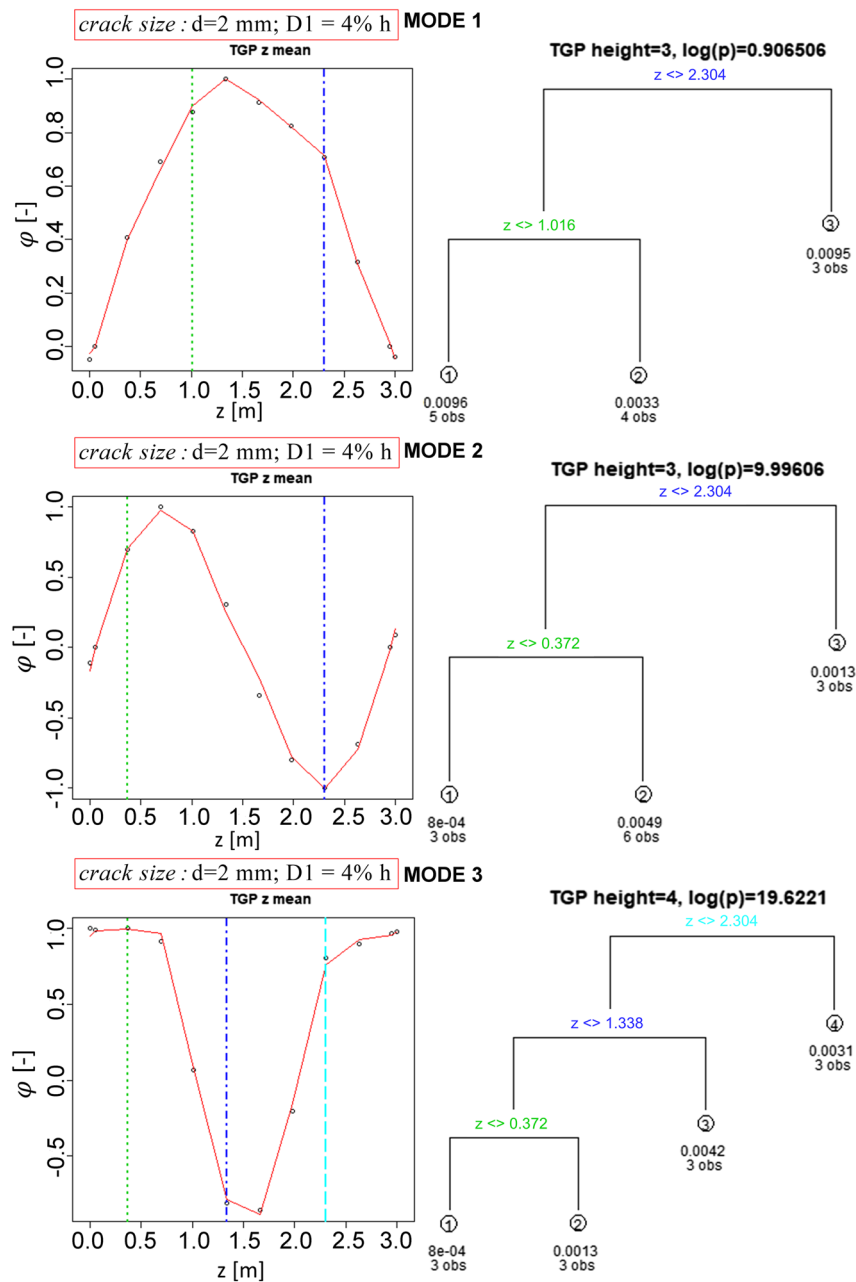 crack size : d=2 mm; D1 = 4% h MODE 1
TGP z mean
φ [-]
1.0
0.8
0.6
0.4
0.2
0.0
0.0 0.5 1.0 1.5 2.0 2.5 3.0
z [m]
TGP height=3, log(p)=0.906506
z <> 2.304
z <> 1.016
3
0.0095
3 obs
1
0.0096
5 obs
2
0.0033
4 obs
crack size : d=2 mm; D1 = 4% h MODE 2
TGP z mean
φ [-]
1.0
0.5
0.0
-0.5
-1.0
0.0 0.5 1.0 1.5 2.0 2.5 3.0
z [m]
TGP height=3, log(p)=9.99606
z <> 2.304
z <> 0.372
3
0.0013
3 obs
1
8e-04
3 obs
2
0.0049
6 obs
crack size : d=2 mm; D1 = 4% h MODE 3
TGP z mean
φ [-]
1.0
0.5
0.0
-0.5
0.0 0.5 1.0 1.5 2.0 2.5 3.0
z [m]
TGP height=4, log(p)=19.6221
z <> 2.304
z <> 1.338
z <> 0.372
4
0.0031
3 obs
3
0.0042
3 obs
1
8e-04
3 obs
2
0.0013
3 obs